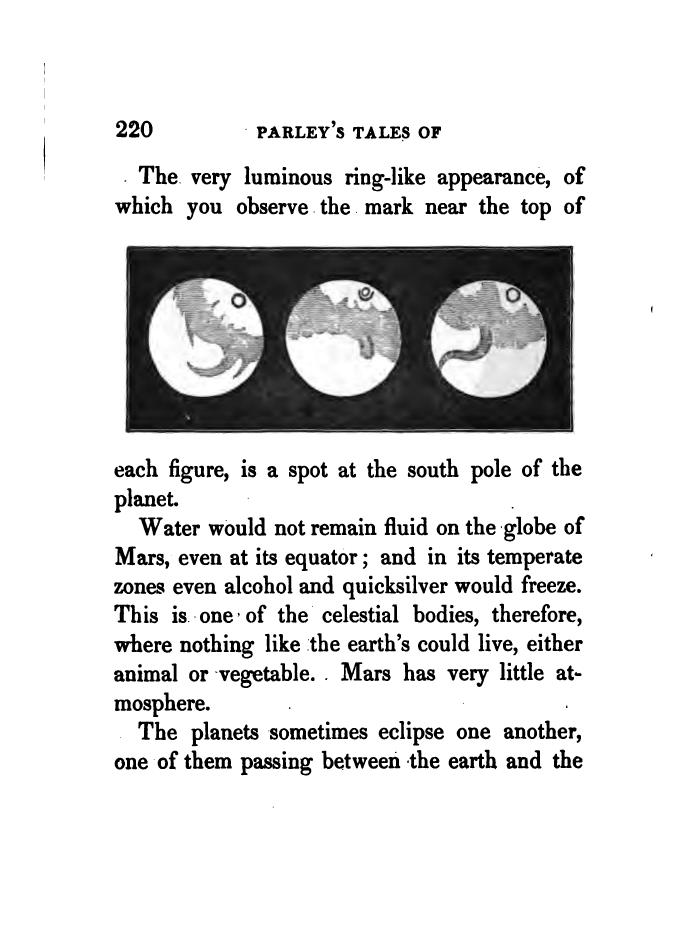 220 PARLEY'S TALES OF
The very luminous ring-like appearance, of
which you observe the mark near the top of
each figure, is a spot at the south pole of the
planet.
Water would not remain fluid on the globe of
Mars, even at its equator; and in its temperate
zones even alcohol and quicksilver would freeze.
This is one of the celestial bodies, therefore,
where nothing like the earth's could live, either
animal or vegetable. Mars has very little at-
mosphere.
The planets sometimes eclipse one another,
one of them passing between the earth and the